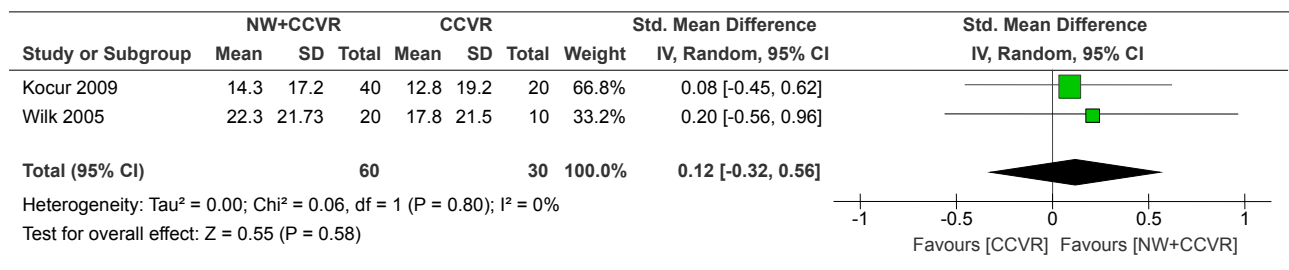 NW+CCVR CCVR Std. Mean Difference Std. Mean Difference
Study or Subgroup Mean SD Total Mean SD Total Weight IV, Random, 95% CI IV, Random, 95% CI
Kocur 2009 14.3 17.2 40 12.8 19.2 20 66.8% 0.08 [-0.45, 0.62]
Wilk 2005 22.3 21.73 20 17.8 21.5 10 33.2% 0.20 [-0.56, 0.96]
Total (95% CI) 60 30 100.0% 0.12 [-0.32, 0.56]
Heterogeneity: Tau² = 0.00; Chi² = 0.06, df = 1 (P = 0.80); I² = 0%
Test for overall effect: Z = 0.55 (P = 0.58)
-1 -0.5 0 0.5 1
Favours [CCVR] Favours [NW+CCVR]